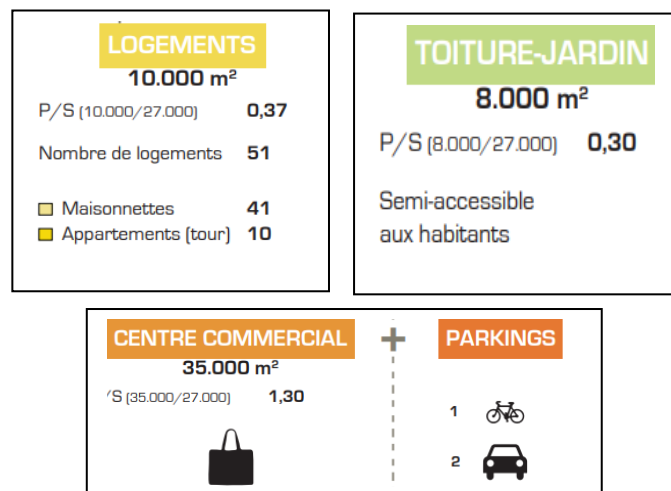 LOGEMENTS
10.000 m²
P/S (10.000/27.000) 0,37
Nombre de logements 51
Maisonnettes 41
Appartements (tour) 10
TOITURE-JARDIN
8.000 m²
P/S (8.000/27.000) 0,30
Semi-accessible
aux habitants
CENTRE COMMERCIAL + PARKINGS
35.000 m²
/S (35.000/27.000) 1,30
1
2